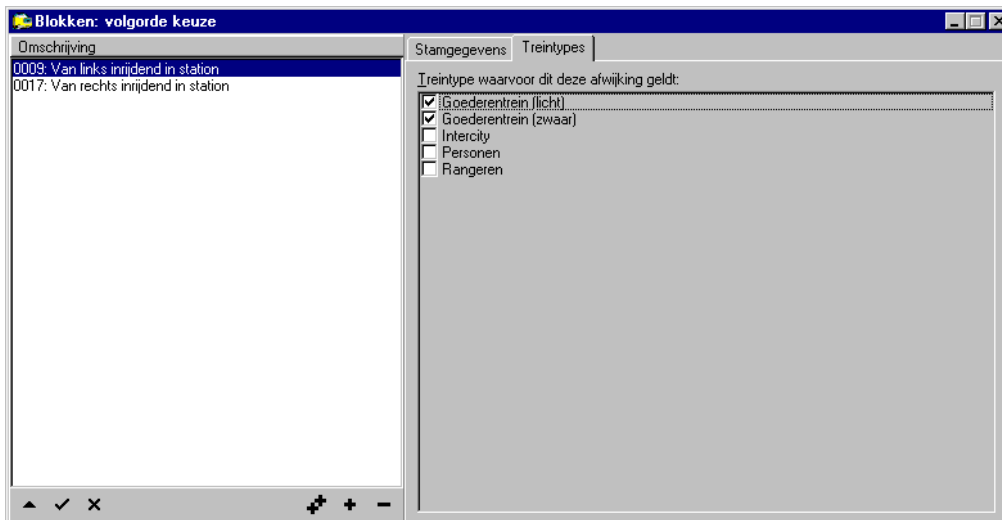 Blokken: volgorde keuze
Omschrijving
0009: Van links inrijdend in station
0017: Van rechts inrijdend in station
Stamgegevens
Treintypes
Treintype waarvoor dit deze afwijking geldt:
Goederentrein (licht)
Goederentrein (zwaar)
Intercity
Personen
Rangeren